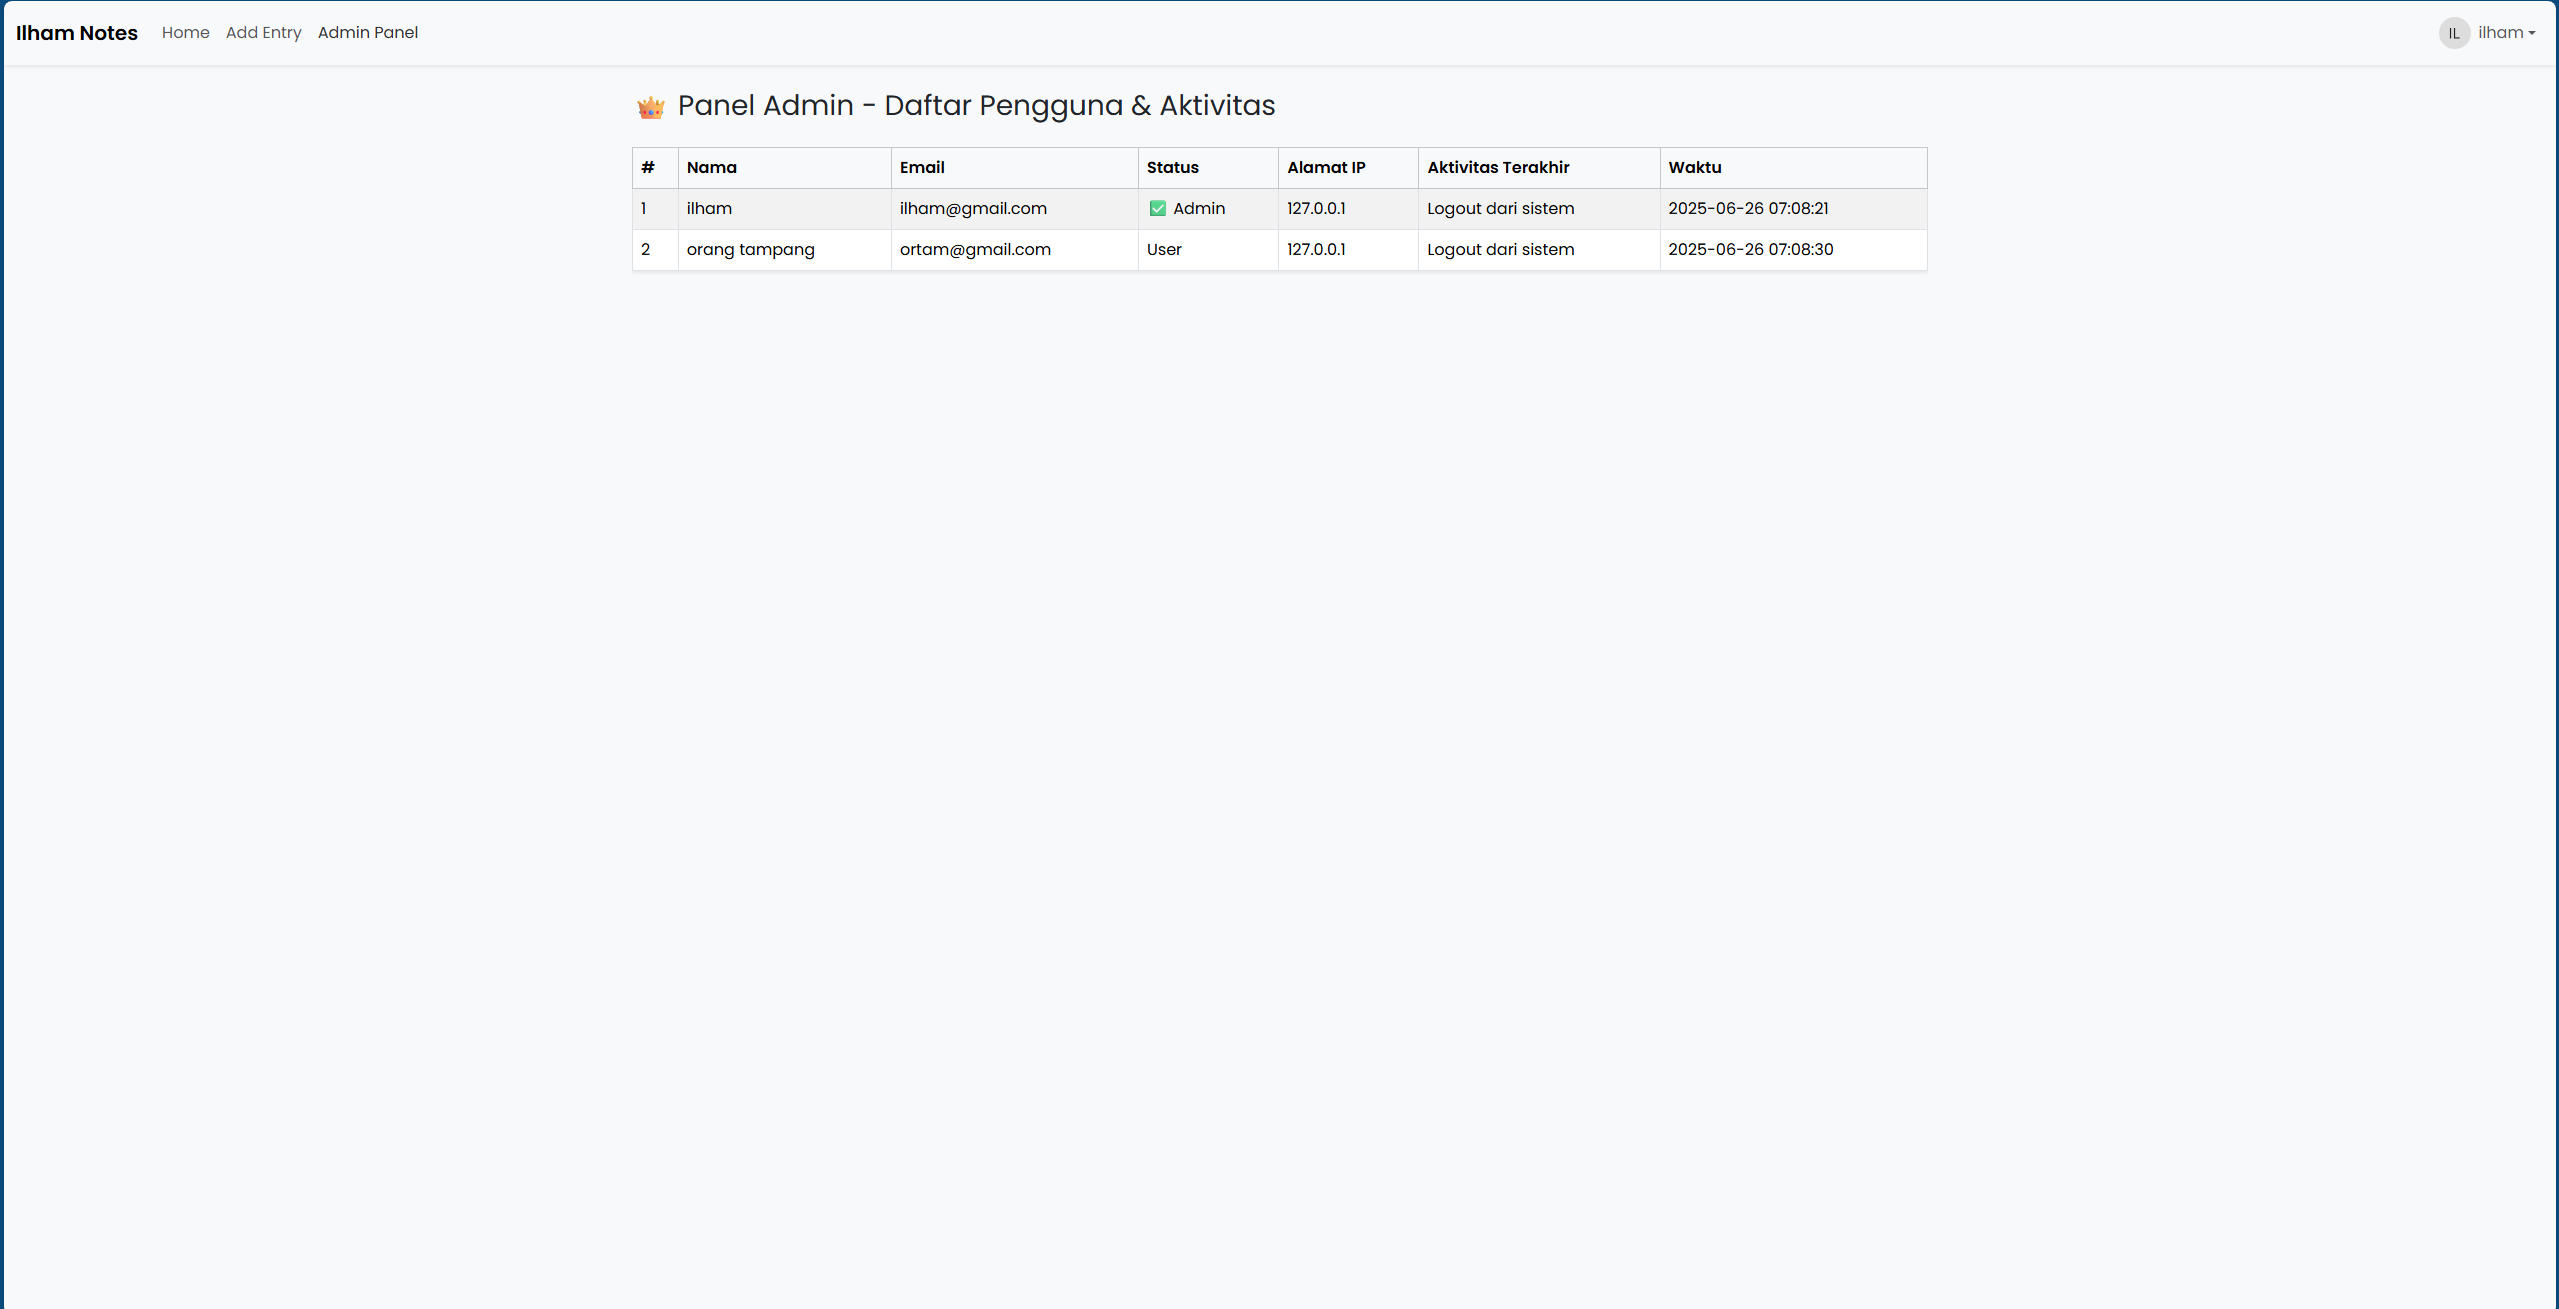 Ilham Notes Home Add Entry Admin Panel IL ilham
👑 Panel Admin - Daftar Pengguna & Aktivitas
# Nama Email Status Alamat IP Aktivitas Terakhir Waktu
1 ilham ilham@gmail.com ✅ Admin 127.0.0.1 Logout dari sistem 2025-06-26 07:08:21
2 orang tampang ortam@gmail.com User 127.0.0.1 Logout dari sistem 2025-06-26 07:08:30